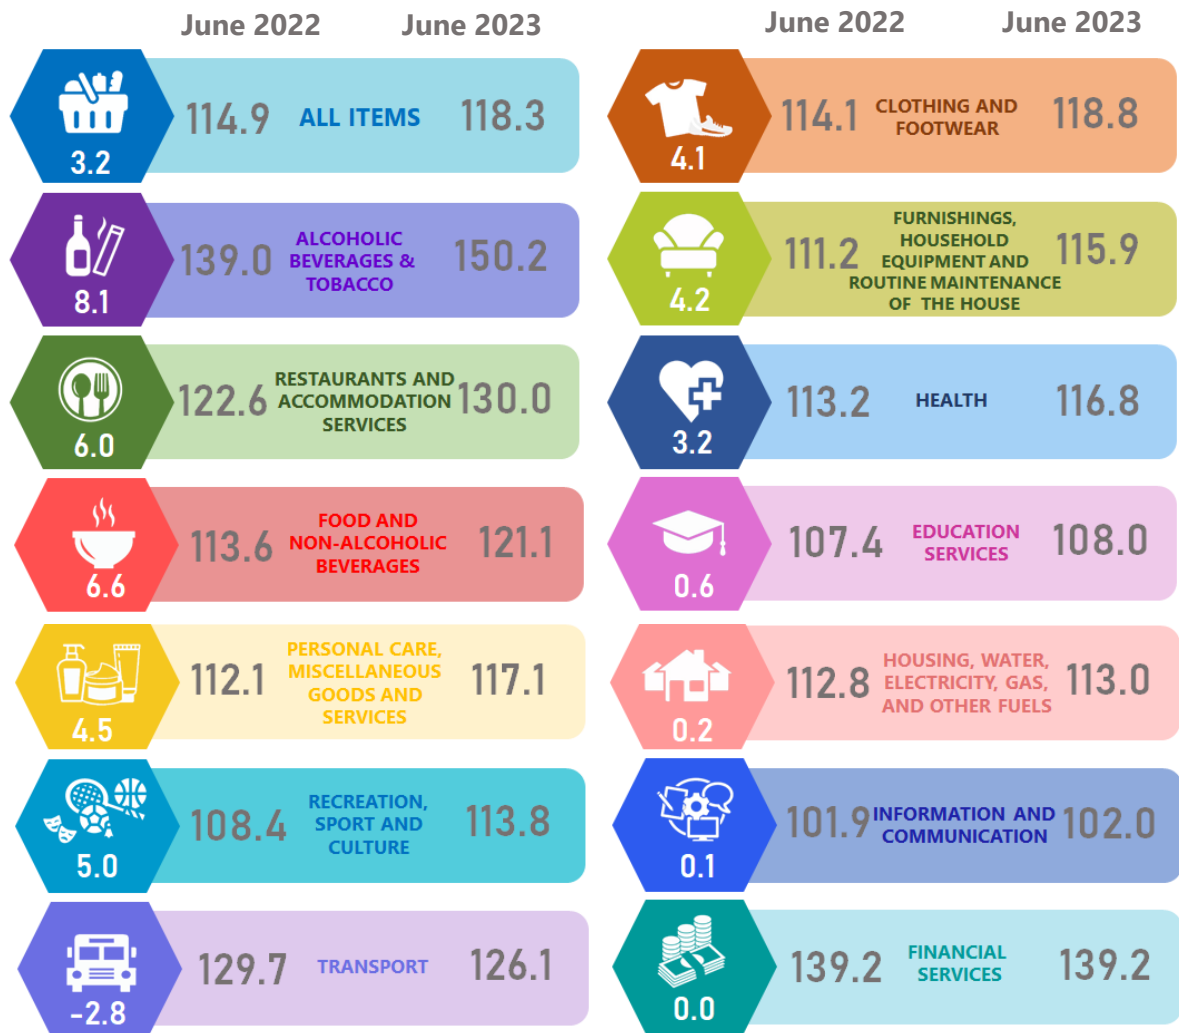 June 2022 June 2023
114.9 ALL ITEMS 118.3
3.2
139.0 ALCOHOLIC
BEVERAGES &
TOBACCO 150.2
8.1
122.6 RESTAURANTS AND
ACCOMMODATION
SERVICES 130.0
6.0
113.6 FOOD AND
NON-ALCOHOLIC
BEVERAGES 121.1
6.6
112.1 PERSONAL CARE,
MISCELLANEOUS
GOODS AND
SERVICES 117.1
4.5
108.4 RECREATION,
SPORT AND
CULTURE 113.8
5.0
129.7 TRANSPORT 126.1
-2.8
June 2022 June 2023
114.1 CLOTHING AND
FOOTWEAR 118.8
4.1
111.2 FURNISHINGS,
HOUSEHOLD
EQUIPMENT AND
ROUTINE MAINTENANCE
OF THE HOUSE 115.9
4.2
113.2 HEALTH 116.8
3.2
107.4 EDUCATION
SERVICES 108.0
0.6
112.8 HOUSING, WATER,
ELECTRICITY, GAS,
AND OTHER FUELS 113.0
0.2
101.9 INFORMATION AND
COMMUNICATION 102.0
0.1
139.2 FINANCIAL
SERVICES 139.2
0.0